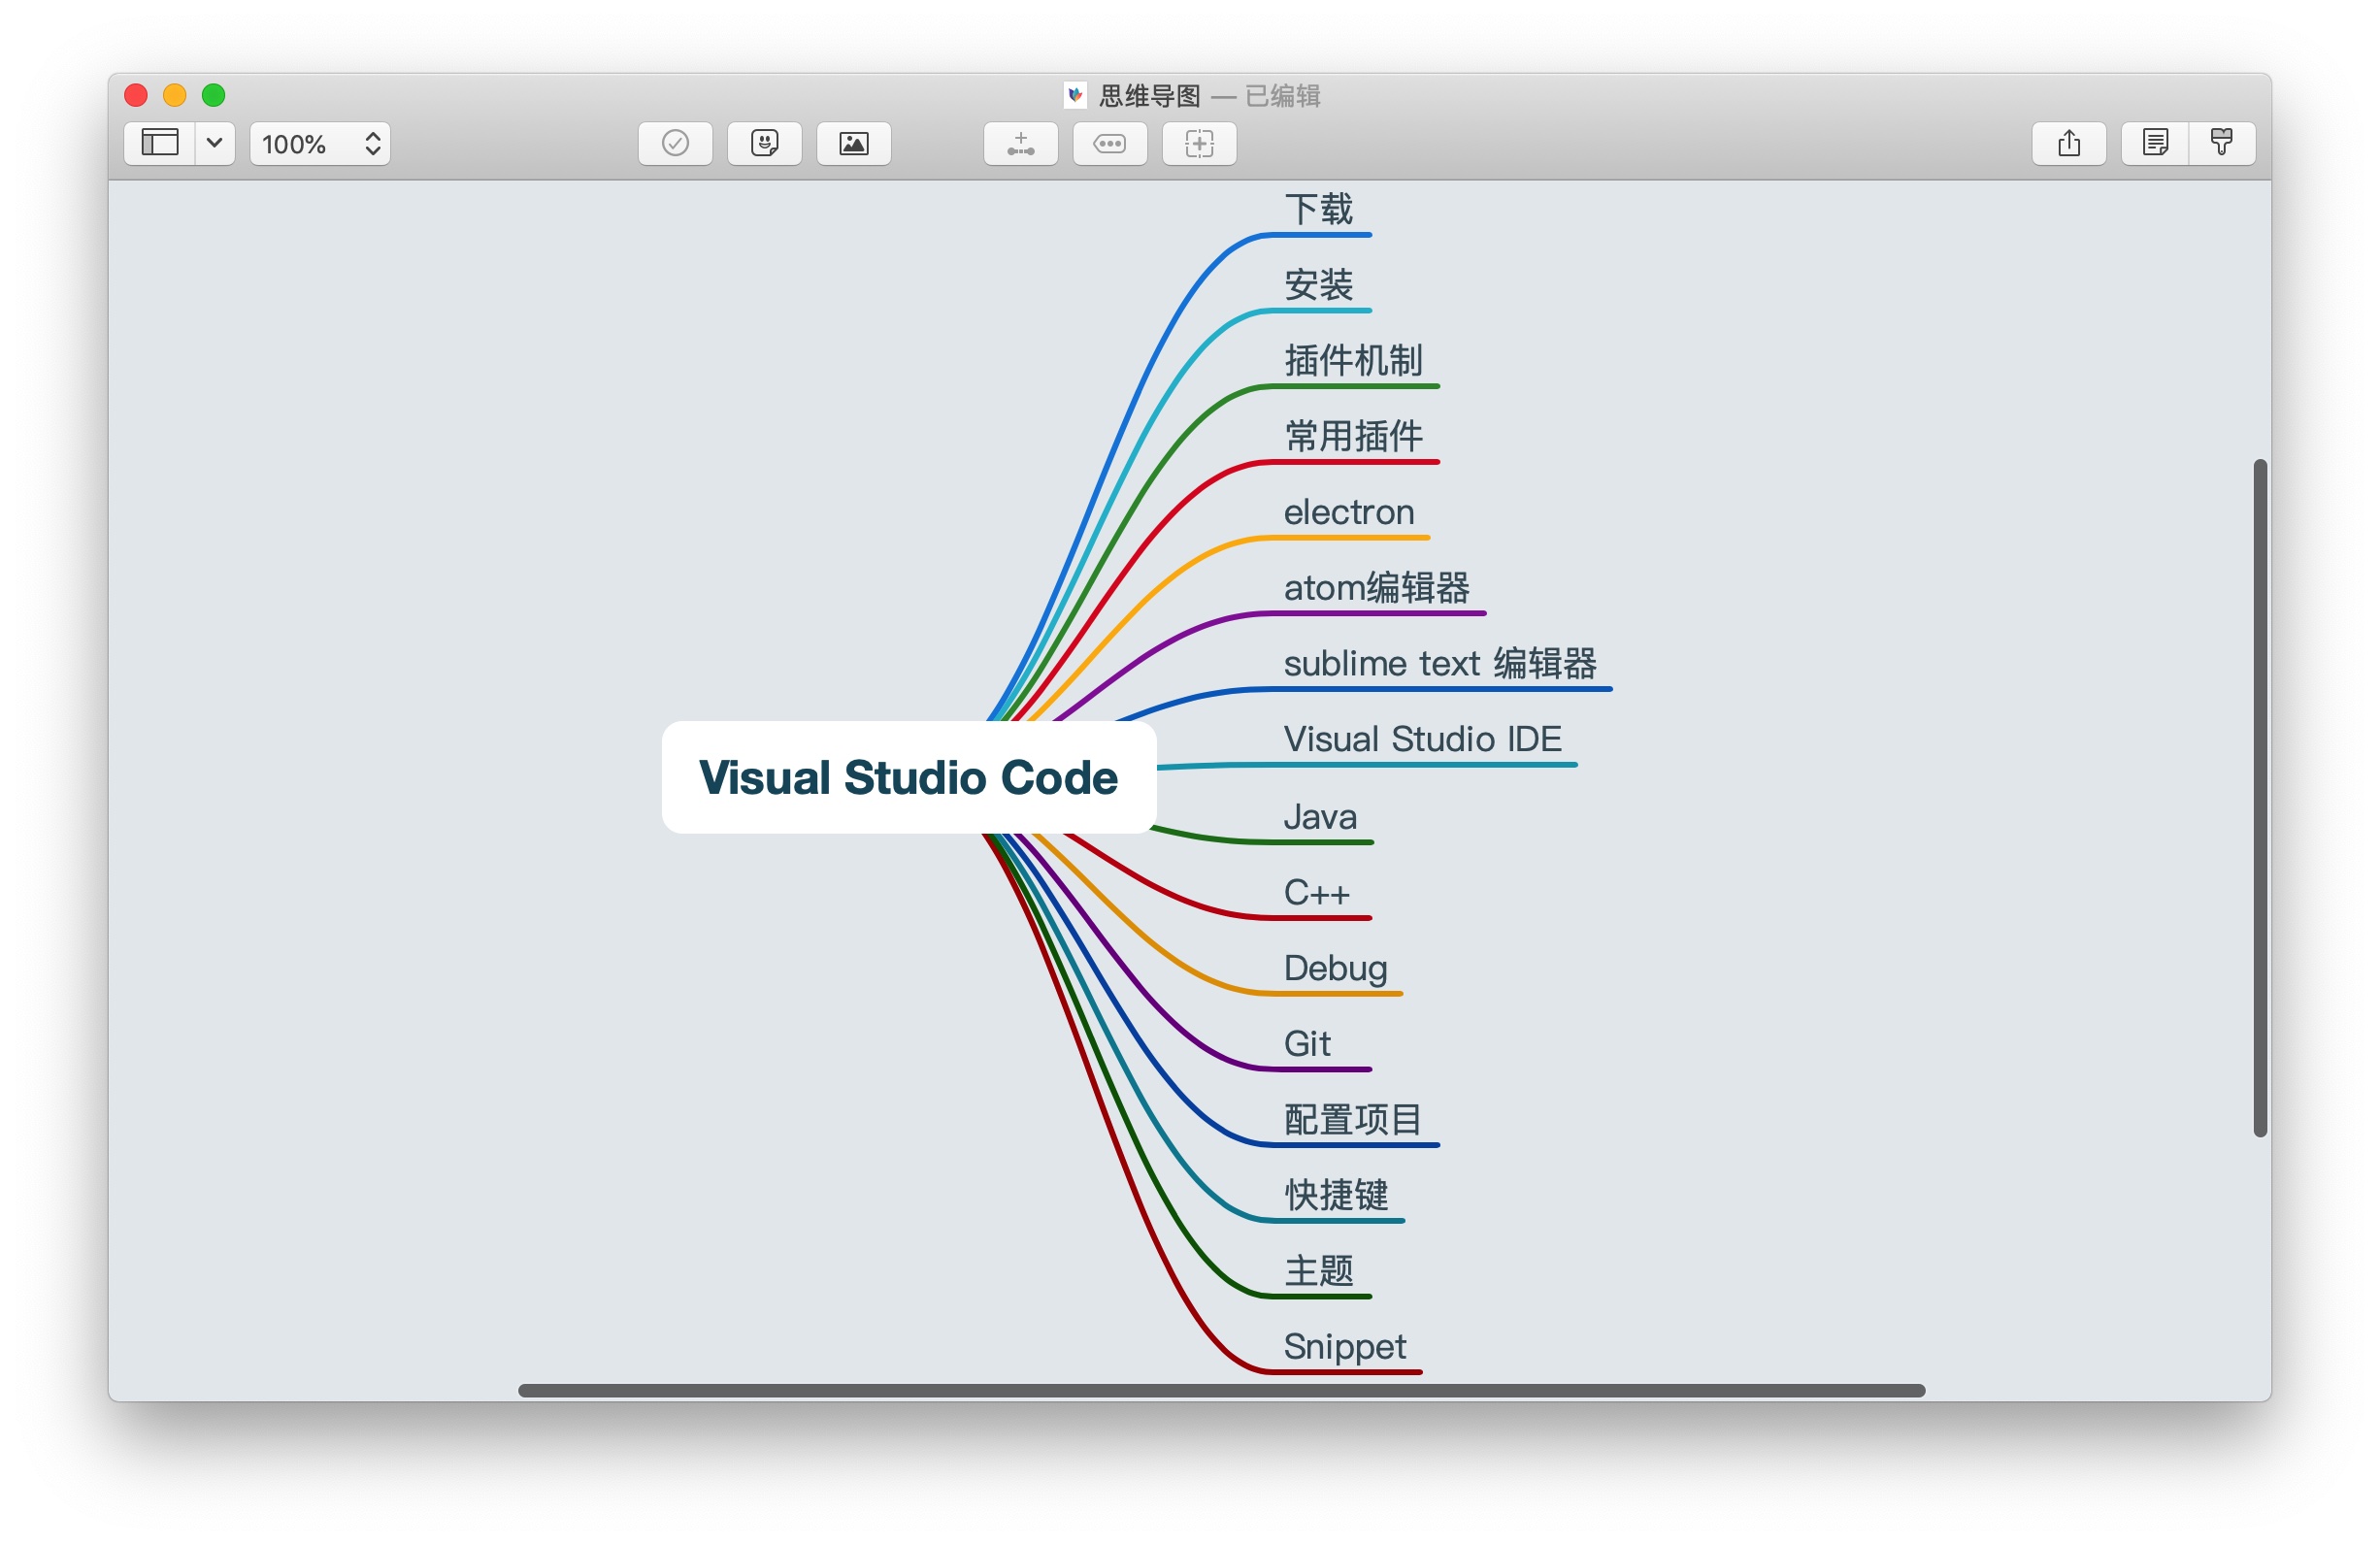 思维导图 — 已编辑
100%
下载
安装
插件机制
常用插件
electron
atom编辑器
sublime text 编辑器
Visual Studio IDE
Visual Studio Code
Java
C++
Debug
Git
配置项目
快捷键
主题
Snippet